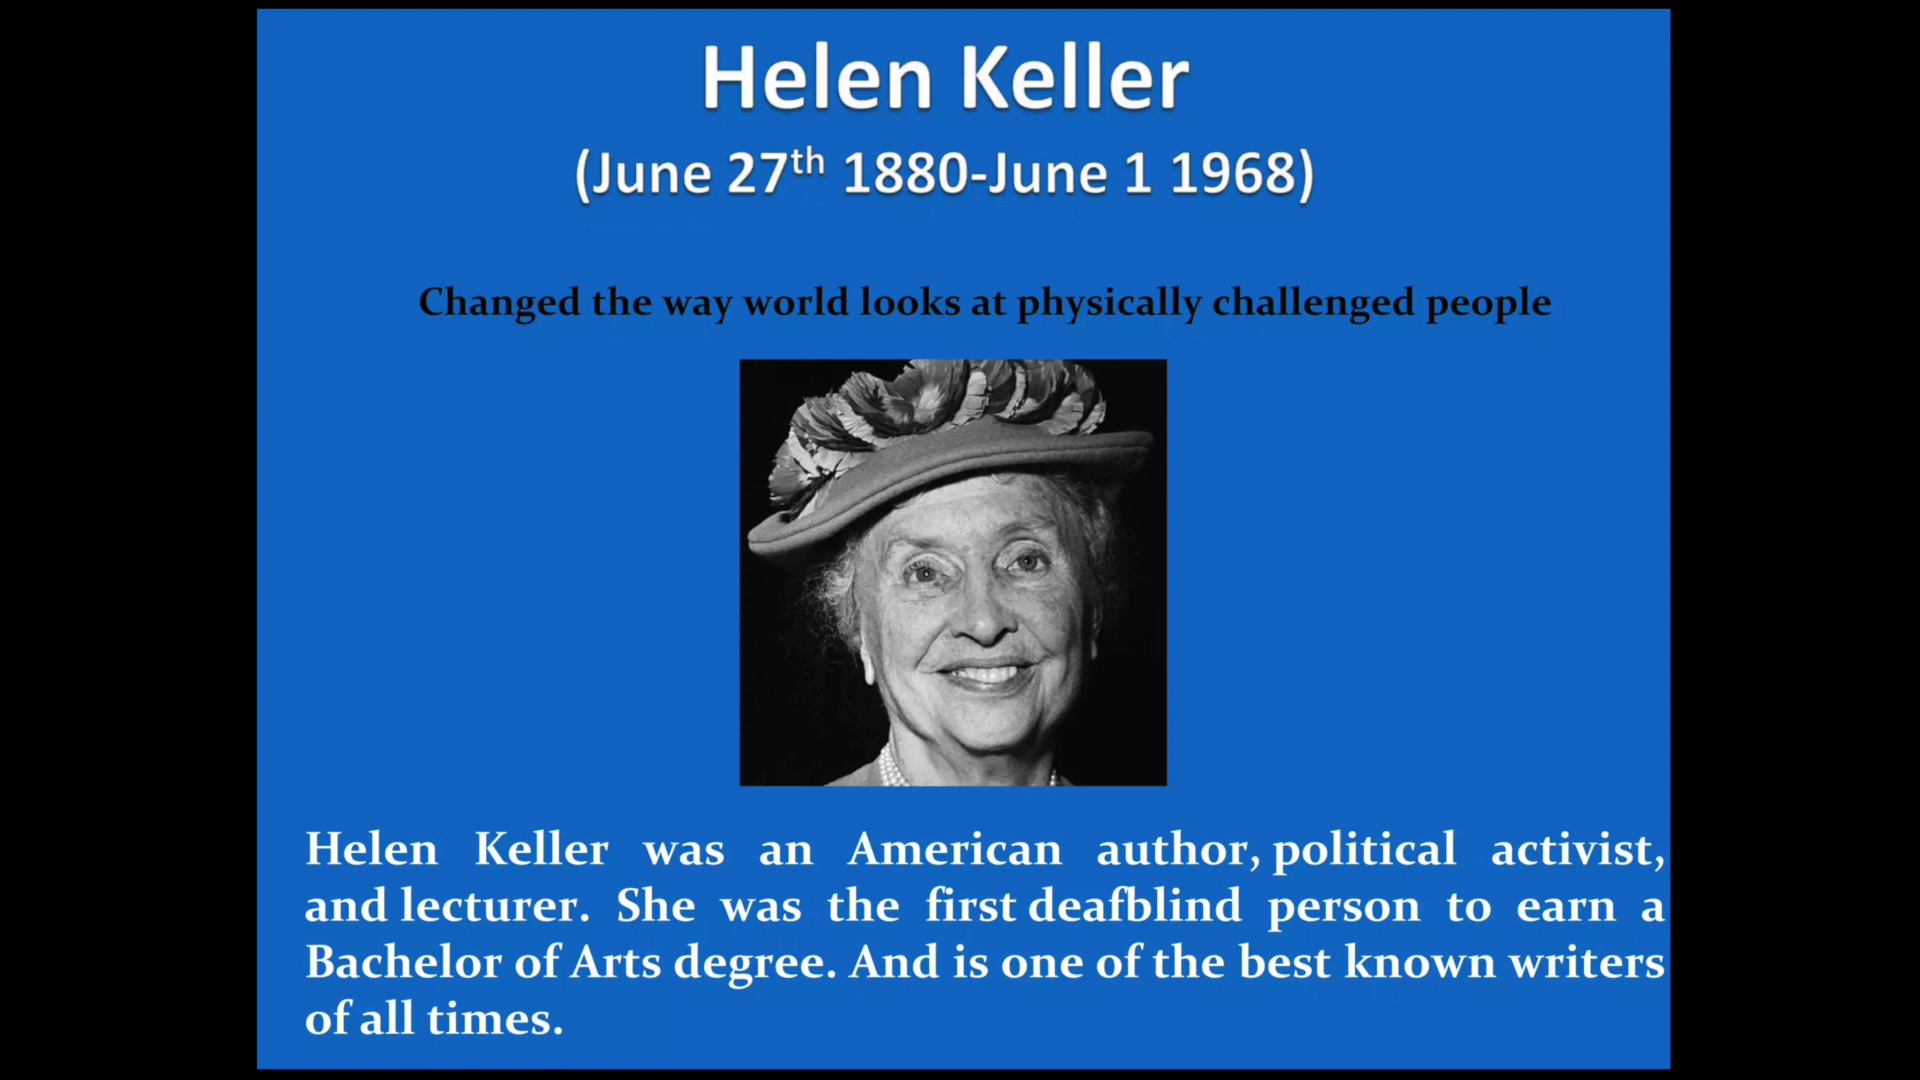 Helen Keller
(June 27th 1880-June 1 1968)
Changed the way world looks at physically challenged people
Helen Keller was an American author, political activist,
and lecturer. She was the first deafblind person to earn a
Bachelor of Arts degree. And is one of the best known writers
of all times.